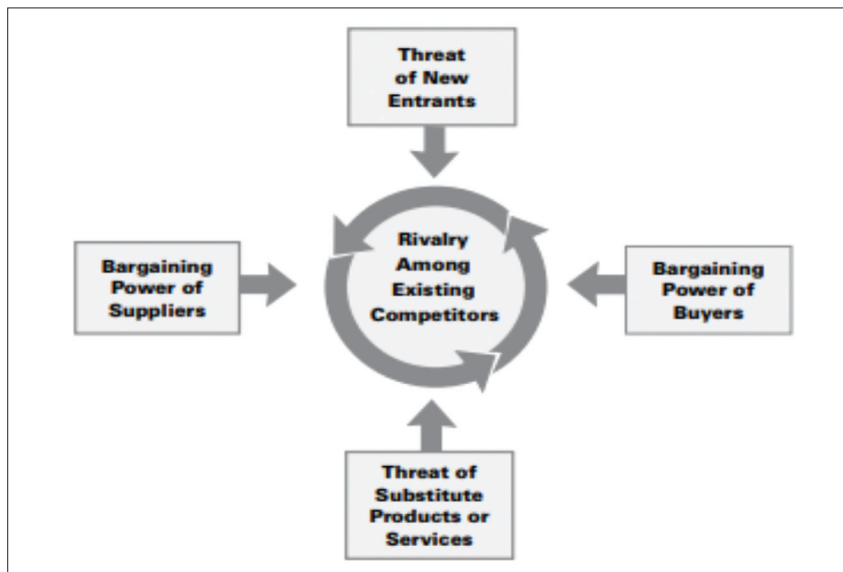 Threat
of New
Entrants
Bargaining
Power of
Suppliers
Rivalry
Among
Existing
Competitors
Bargaining
Power of
Buyers
Threat of
Substitute
Products or
Services